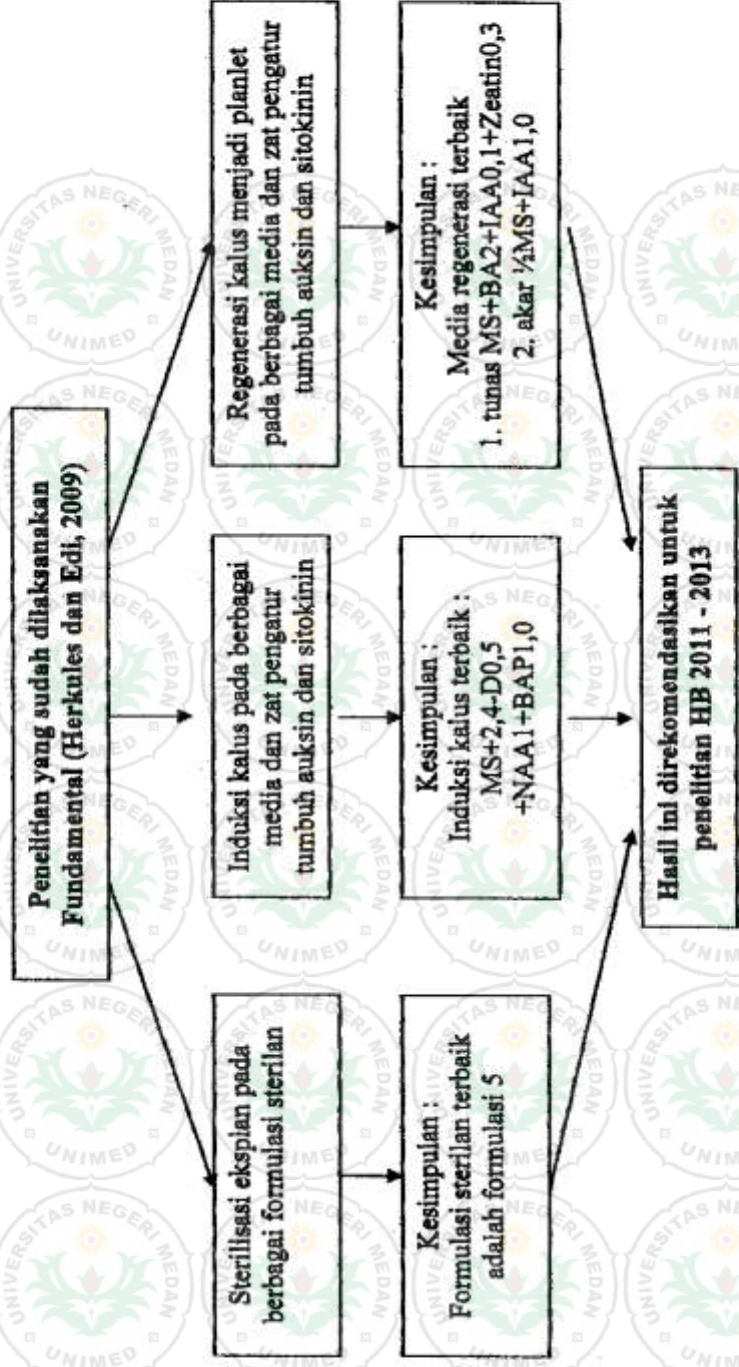 Penelitian yang sudah dilaksanakan
Fundamental (Herkules dan Edi, 2009)
Sterilisasi eksplan pada
berbagai formulasi sterilan
Induksi kalus pada berbagai
media dan zat pengatur
tumbuh auksin dan sitokinin
Regenerasi kalus menjadi planlet
pada berbagai media dan zat pengatur
tumbuh auksin dan sitokinin
Kesimpulan :
Formulasi sterilan terbaik
adalah formulasi 5
Kesimpulan :
Induksi kalus terbaik :
MS+2,4-D0,5
+NAA1+BAP1,0
Kesimpulan :
Media regenerasi terbaik
1. tunas MS+BA2+IAA0,1+Zeatin0,3
2. akar ½MS+IAA1,0
Hasil ini direkomendasikan untuk
penelitian HB 2011 - 2013
UNIVERSITAS NEGERI MEDAN
UNIMED